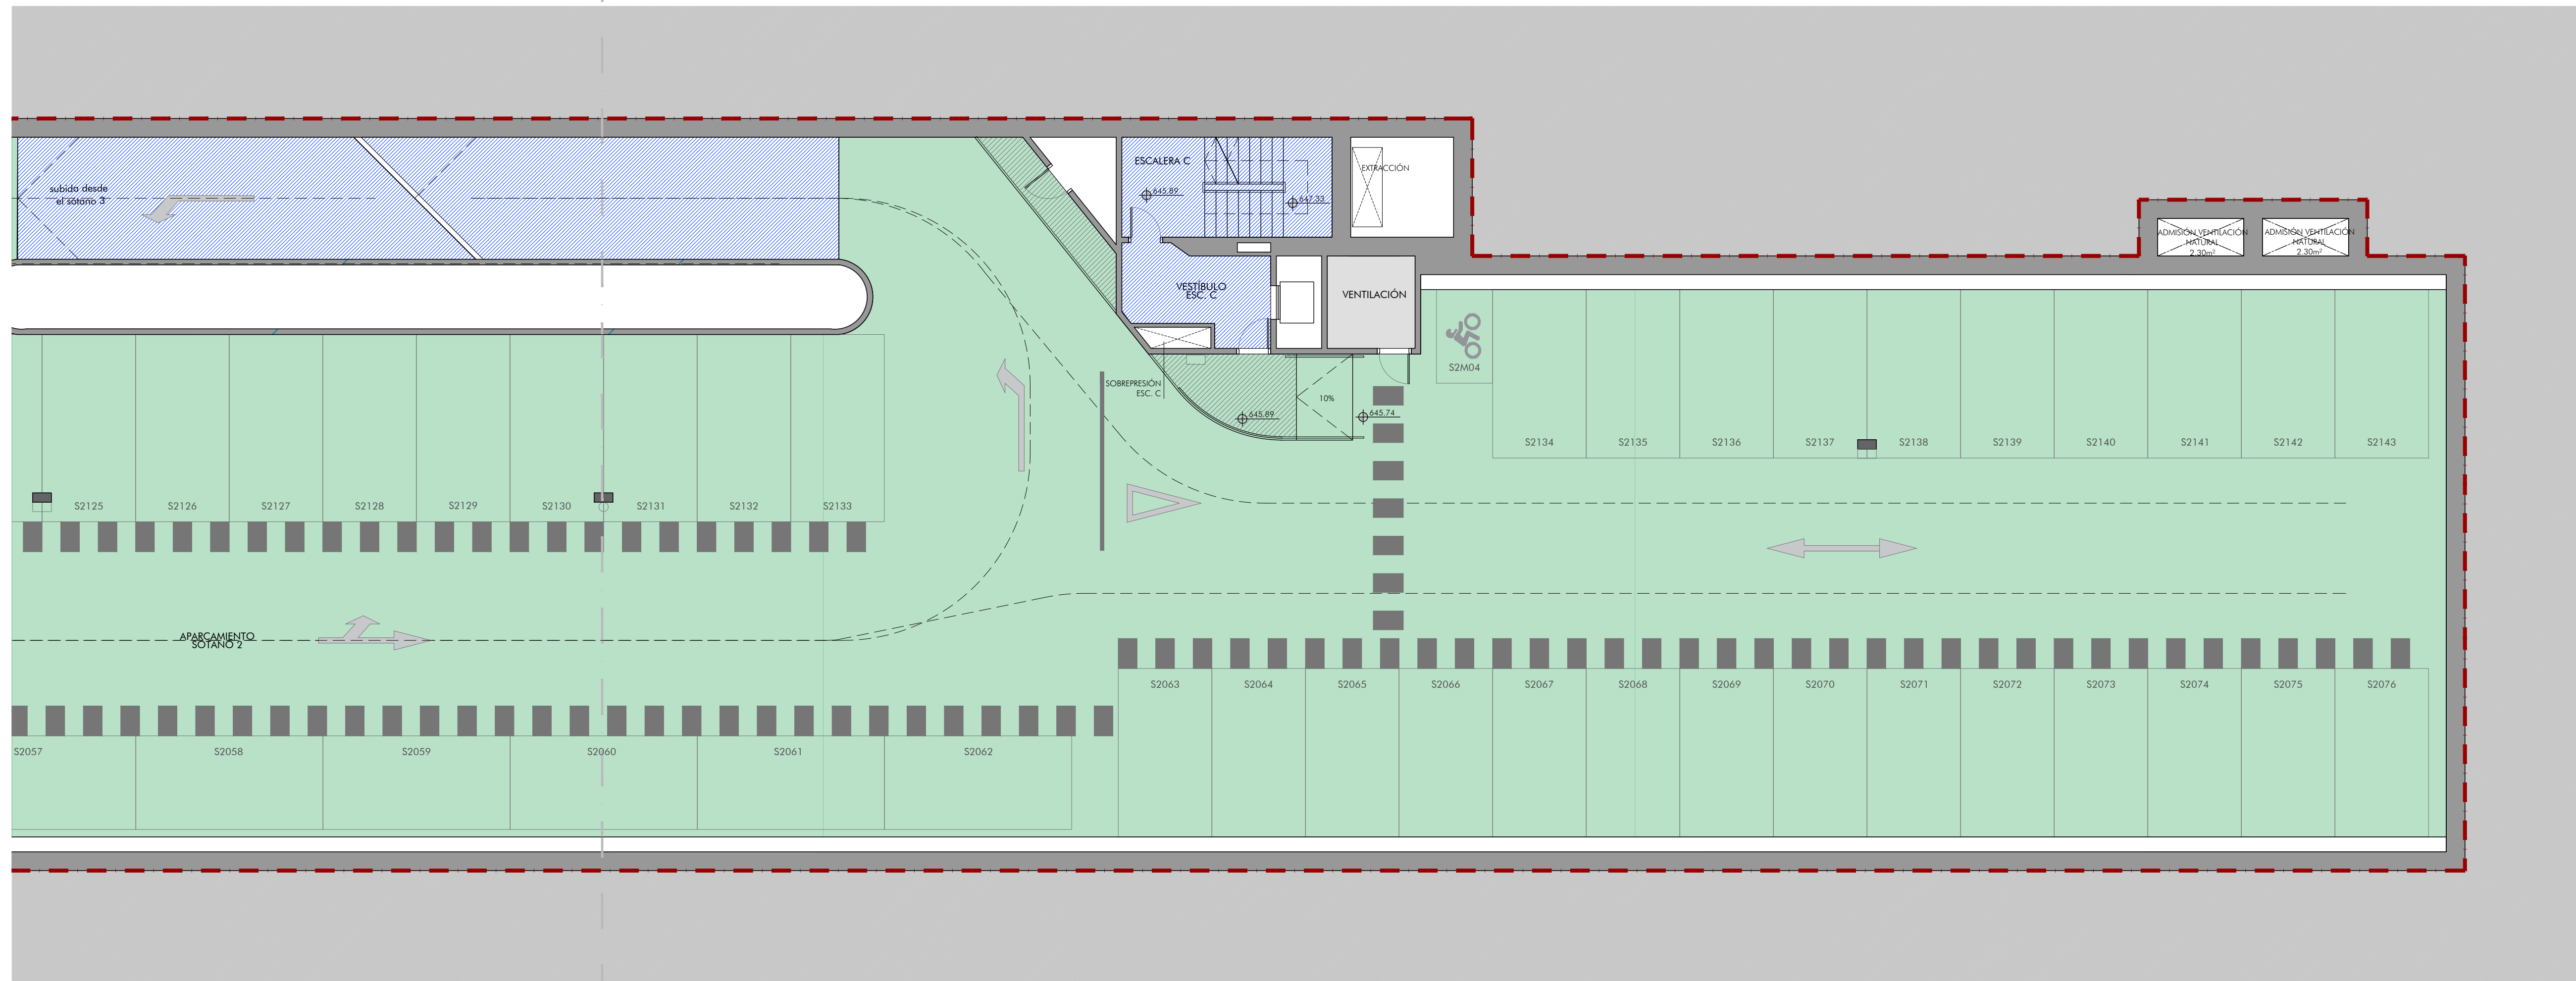 ESCALERA C
645.89
647.33
EXTRACCIÓN
subida desde
el sótano 3
ADMISIÓN VENTILACIÓN
NATURAL
2.30m²
ADMISIÓN VENTILACIÓN
NATURAL
2.30m²
VESTÍBULO
ESC. C
VENTILACIÓN
S2M04
SOBREPRESIÓN
ESC. C
10%
645.89
645.74
S2134
S2135
S2136
S2137
S2138
S2139
S2140
S2141
S2142
S2143
S2125
S2126
S2127
S2128
S2129
S2130
S2131
S2132
S2133
APARCAMIENTO
SÓTANO 2
S2063
S2064
S2065
S2066
S2067
S2068
S2069
S2070
S2071
S2072
S2073
S2074
S2075
S2076
S2057
S2058
S2059
S2060
S2061
S2062